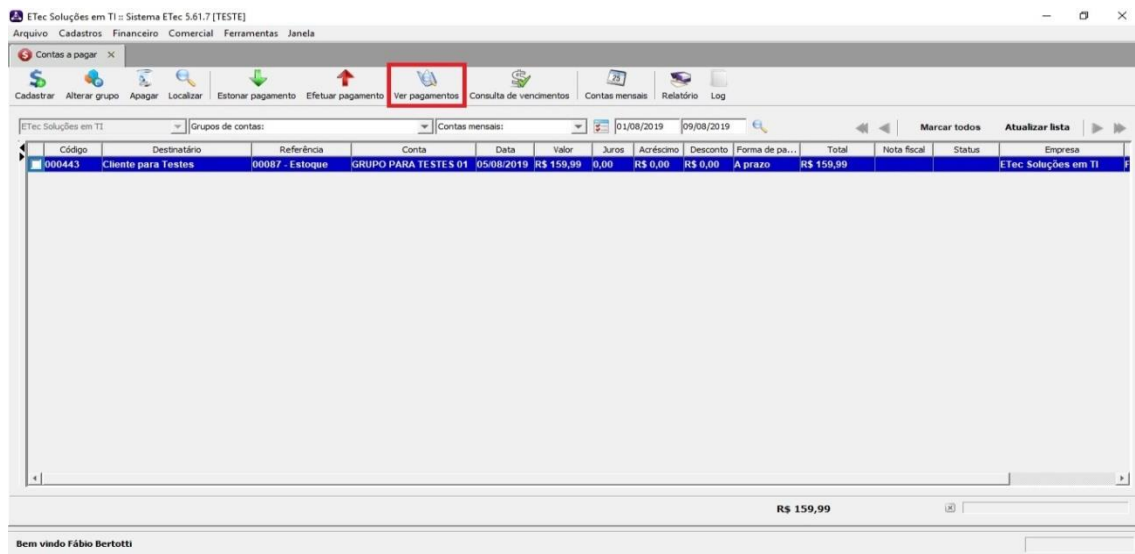 ETec Soluções em TI :: Sistema ETec 5.61.7 [TESTE]
Arquivo Cadastros Financeiro Comercial Ferramentas Janela
Contas a pagar
Cadastrar Alterar grupo Apagar Localizar Estonar pagamento Efetuar pagamento Ver pagamentos Consulta de vencimentos Contas mensais Relatório Log
ETec Soluções em TI Grupos de contas: Contas mensais: 01/08/2019 09/08/2019 Marcar todos Atualizar lista
Código Destinatário Referência Conta Data Valor Juros Acréscimo Desconto Forma de pa... Total Nota fiscal Status Empresa
000443 Cliente para Testes 00087 - Estoque GRUPO PARA TESTES 01 05/08/2019 R$ 159,99 0,00 R$ 0,00 R$ 0,00 A prazo R$ 159,99 ETec Soluções em TI
R$ 159,99
Bem vindo Fábio Bertotti